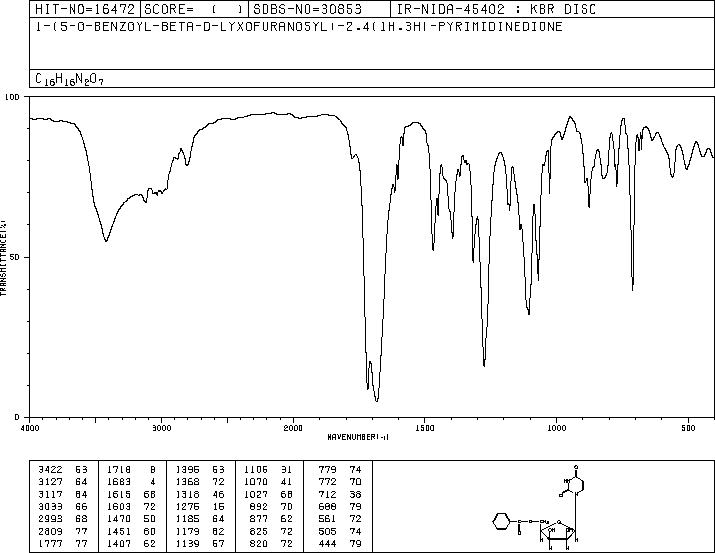 HIT-NO=16472 SCORE= ( ) SDBS-NO=30853 IR-NIDA-45402 : KBR DISC
1-(5-O-BENZOYL-BETA-D-LYXOFURANOSYL)-2,4(1H,3H)-PYRIMIDINEDIONE
C16H16N2O7
100
50
0
TRANSMITTANCE(%)
4000 3000 2000 1500 1000 500
WAVENUMBER(-1)
3422 53 1718 8 1396 53 1106 31 779 74
3127 64 1683 4 1368 72 1070 41 772 70
3117 64 1615 68 1318 46 1027 68 712 38
3033 66 1603 72 1275 15 892 70 688 79
2993 68 1470 50 1185 64 877 62 561 72
2809 77 1451 60 1179 62 825 72 505 74
1777 77 1407 62 1139 57 820 72 444 79